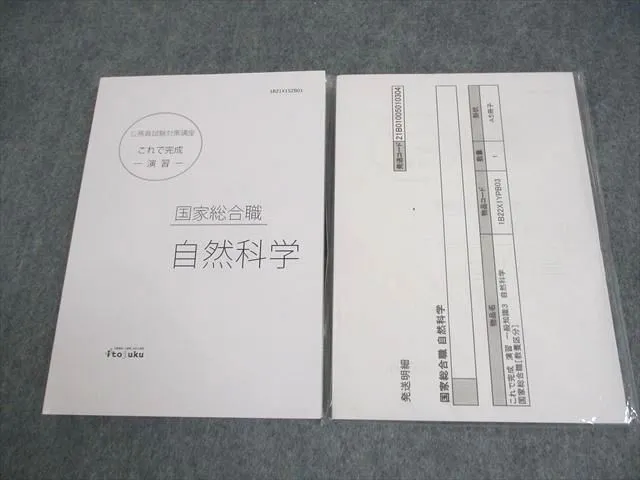 1B21X1SZB01
公務員試験対策講座
これで完成
― 演習 ―
国家総合職
自然科学
itojuku
発送明細
発送コード 21B01005010304
国家総合職 自然科学
物品名 物品コード 数量 形状
これで完成 演習 一般知識3 自然科学 1B22X1YPB03 1 A5冊子
国家総合職[教養区分]